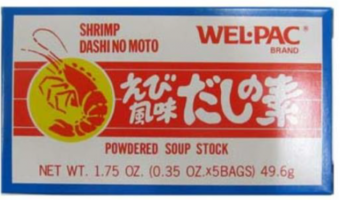 SHRIMP
DASHI NO MOTO
WEL·PAC®
BRAND
えび
風味
だしの素
POWDERED SOUP STOCK
NET WT. 1.75 OZ. (0.35 OZ.×5BAGS) 49.6g